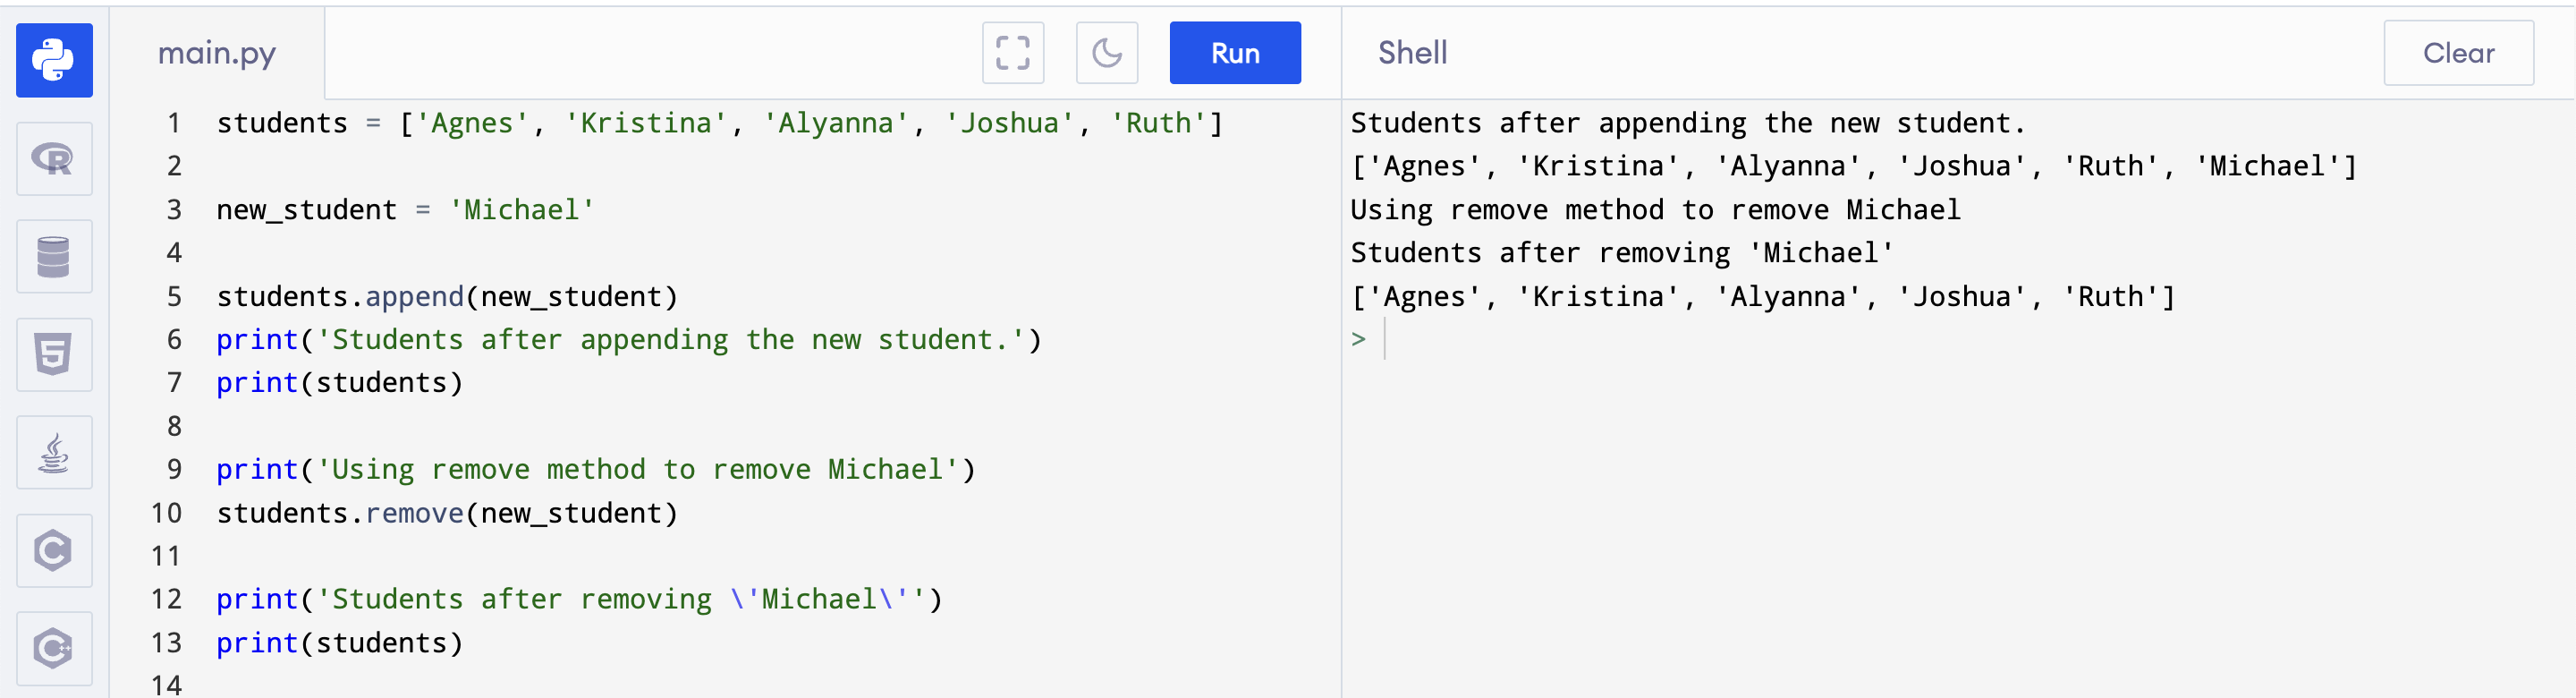 main.py
Run
Shell
Clear
1 students = ['Agnes', 'Kristina', 'Alyanna', 'Joshua', 'Ruth']
2
3 new_student = 'Michael'
4
5 students.append(new_student)
6 print('Students after appending the new student.')
7 print(students)
8
9 print('Using remove method to remove Michael')
10 students.remove(new_student)
11
12 print('Students after removing \'Michael\'')
13 print(students)
14
Students after appending the new student.
['Agnes', 'Kristina', 'Alyanna', 'Joshua', 'Ruth', 'Michael']
Using remove method to remove Michael
Students after removing 'Michael'
['Agnes', 'Kristina', 'Alyanna', 'Joshua', 'Ruth']
>
R
5
C
C++